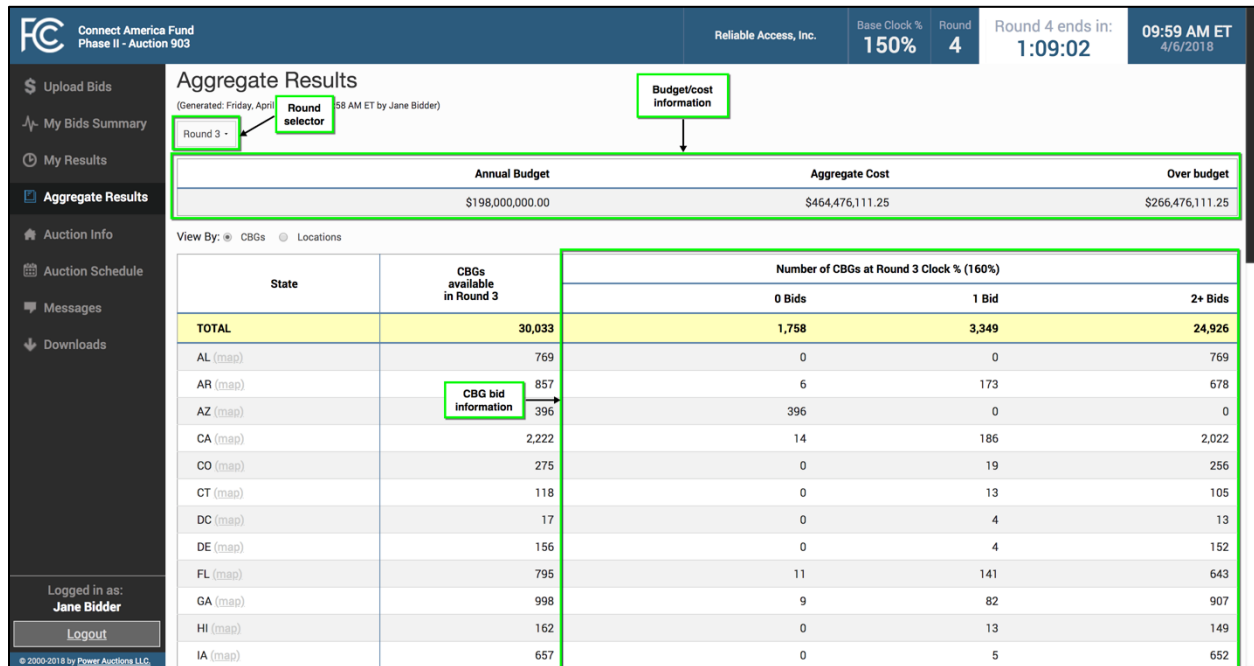 FCC
Connect America Fund
Phase II - Auction 903
Reliable Access, Inc.
Base Clock %
150%
Round
4
Round 4 ends in:
1:09:02
09:59 AM ET
4/6/2018
Upload Bids
My Bids Summary
My Results
Aggregate Results
Auction Info
Auction Schedule
Messages
Downloads
Logged in as:
Jane Bidder
Logout
© 2000-2018 by Power Auctions LLC.
Aggregate Results
(Generated: Friday, April 58 AM ET by Jane Bidder)
Round
selector
Budget/cost
information
Round 3
Annual Budget Aggregate Cost Over budget
$198,000,000.00 $464,476,111.25 $266,476,111.25
View By: CBGs Locations
State
CBGs
available
in Round 3
Number of CBGs at Round 3 Clock % (160%)
0 Bids 1 Bid 2+ Bids
TOTAL 30,033 1,758 3,349 24,926
AL (map) 769 0 0 769
AR (map) 857 6 173 678
CBG bid
information
AZ (map) 396 396 0 0
CA (map) 2,222 14 186 2,022
CO (map) 275 0 19 256
CT (map) 118 0 13 105
DC (map) 17 0 4 13
DE (map) 156 0 4 152
FL (map) 795 11 141 643
GA (map) 998 9 82 907
HI (map) 162 0 13 149
IA (map) 657 0 5 652